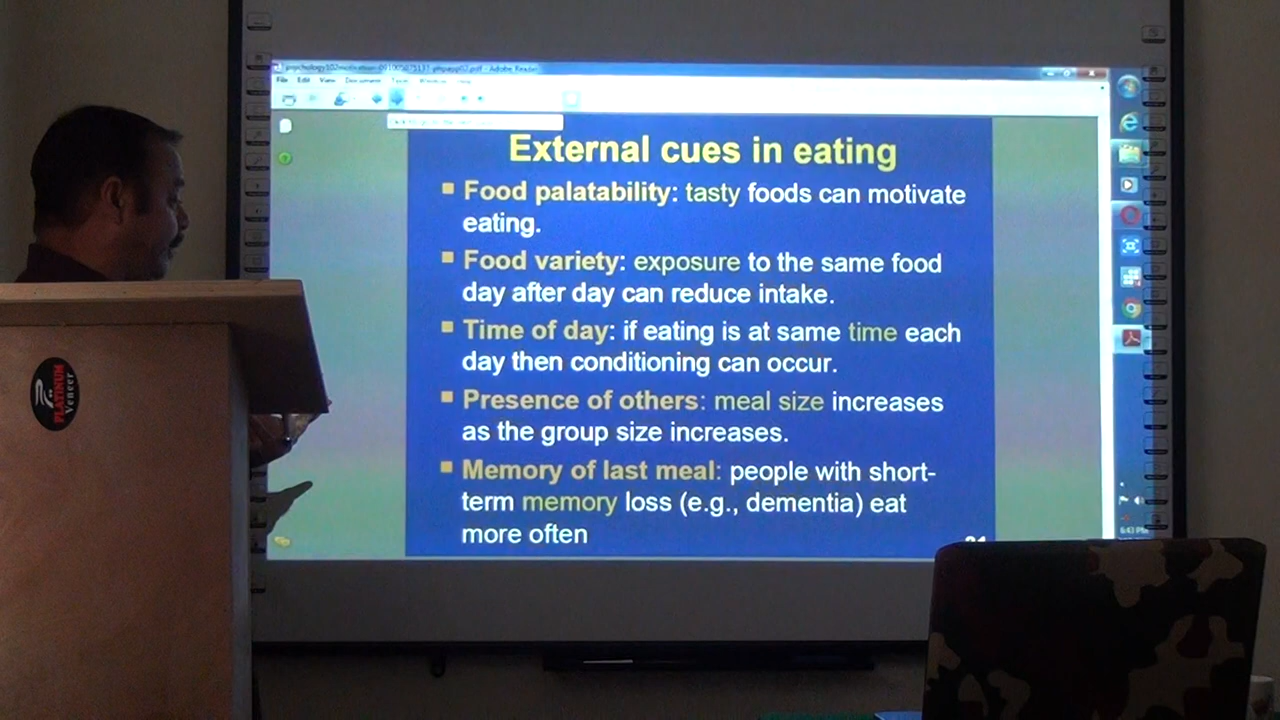 File Edit View Document Tools Window Help
External cues in eating
Food palatability: tasty foods can motivate
eating.
Food variety: exposure to the same food
day after day can reduce intake.
Time of day: if eating is at same time each
day then conditioning can occur.
Presence of others: meal size increases
as the group size increases.
Memory of last meal: people with short-
term memory loss (e.g., dementia) eat
more often
PLATINUM
Veneer